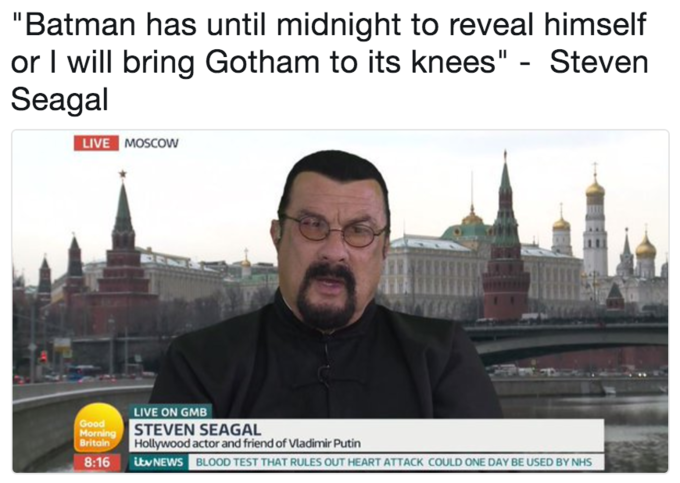 "Batman has until midnight to reveal himself
or I will bring Gotham to its knees" -  Steven
Seagal
LIVE MOSCOW
LIVE ON GMB
Good
Morning
Britain
STEVEN SEAGAL
Hollywood actor and friend of Vladimir Putin
8:16 itv NEWS BLOOD TEST THAT RULES OUT HEART ATTACK COULD ONE DAY BE USED BY NHS